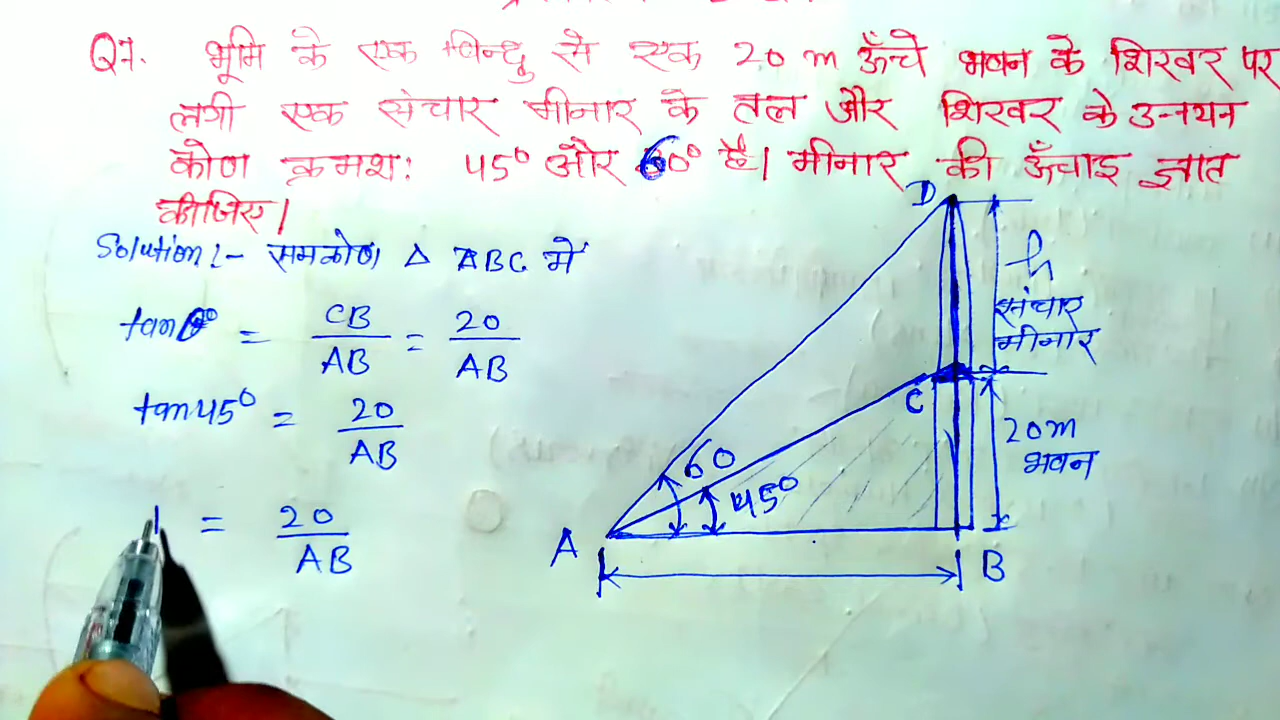 Q7. भूमि के एक बिन्दु से एक 20 m ऊँचे भवन के शिखर पर
लगी एक संचार मीनार के तल और शिखर के उन्नयन
कोण क्रमश: 45° और 60° है। मीनार की ऊँचाइ ज्ञात
कीजिए।
Solution:- समकोण △ ABC में
tanθ° = CB/AB = 20/AB
tan45° = 20/AB
1 = 20/AB
D
h
संचार
मीनार
C
20m
भवन
60
45°
A
B